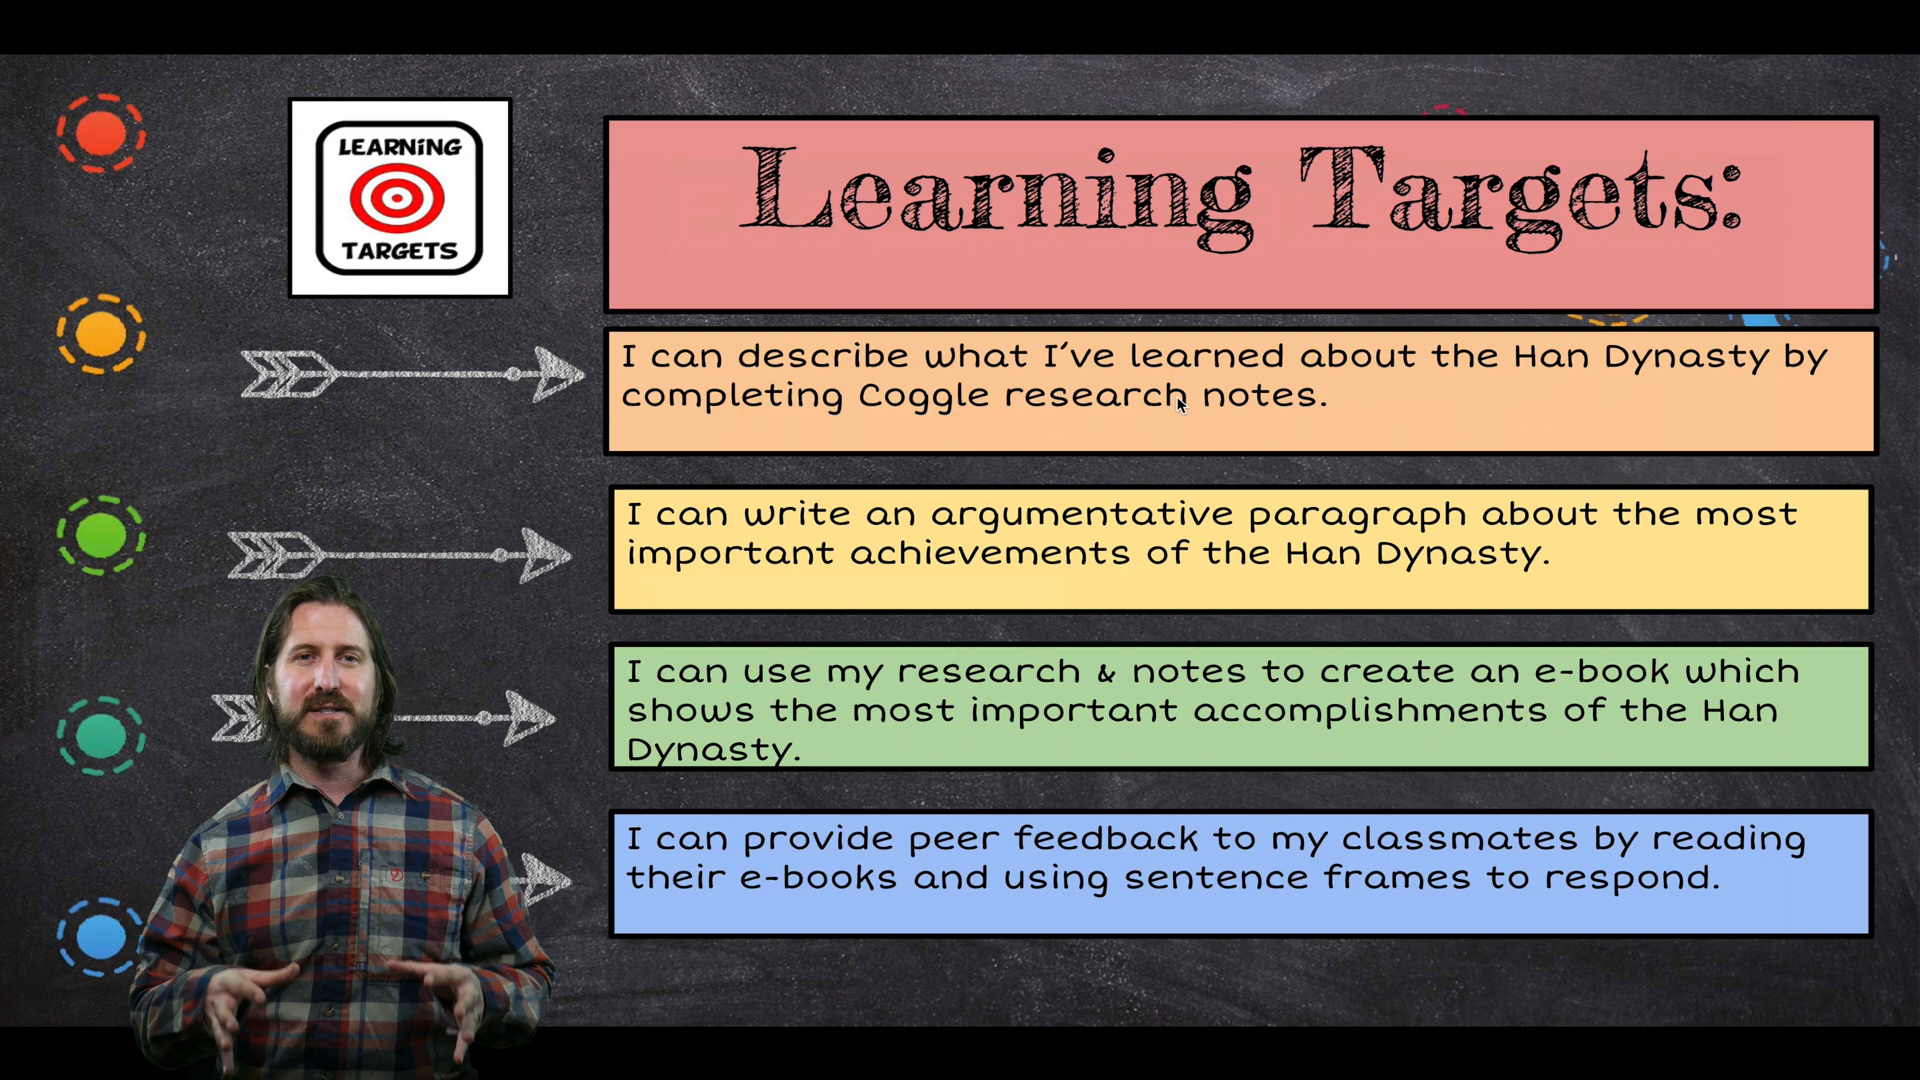 LEARNiNG
TARGETS
Learning Targets:
I can describe what I've learned about the Han Dynasty by
completing Coggle research notes.
I can write an argumentative paragraph about the most
important achievements of the Han Dynasty.
I can use my research & notes to create an e-book which
shows the most important accomplishments of the Han
Dynasty.
I can provide peer feedback to my classmates by reading
their e-books and using sentence frames to respond.